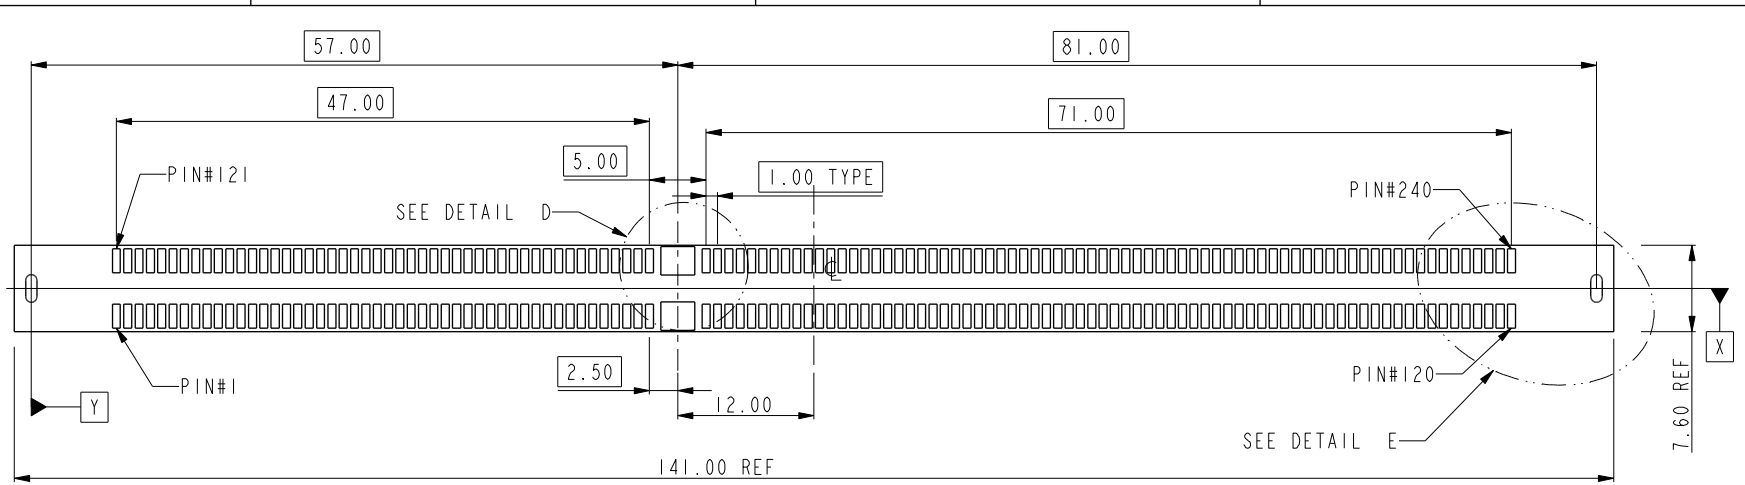 57.00
81.00
47.00
71.00
5.00
1.00 TYPE
PIN#121
PIN#240
SEE DETAIL D
CL
2.50
X
PIN#1
PIN#120
Y
12.00
7.60 REF
SEE DETAIL E
141.00 REF